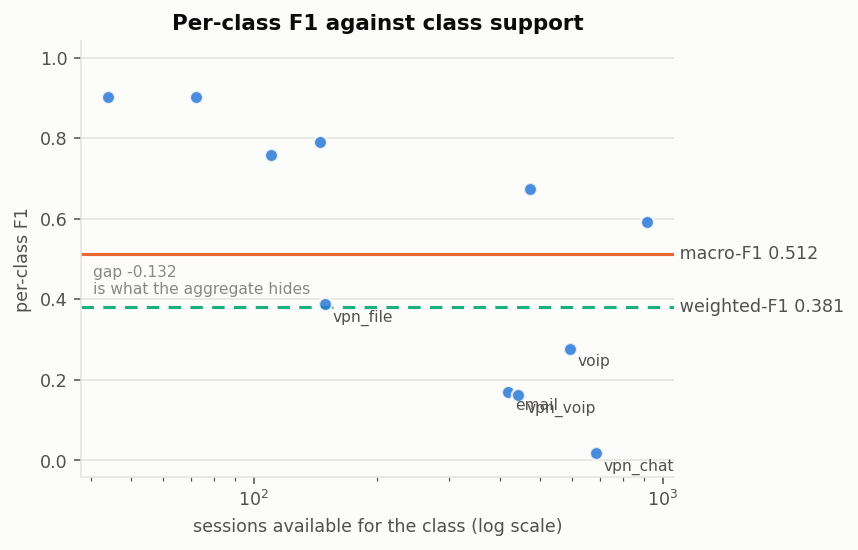 Per-class F1 against class support
1.0
0.8
0.6
0.4
0.2
0.0
per-class F1
macro-F1 0.512
gap -0.132
is what the aggregate hides
weighted-F1 0.381
vpn_file
voip
email
vpn_voip
vpn_chat
10²
10³
sessions available for the class (log scale)